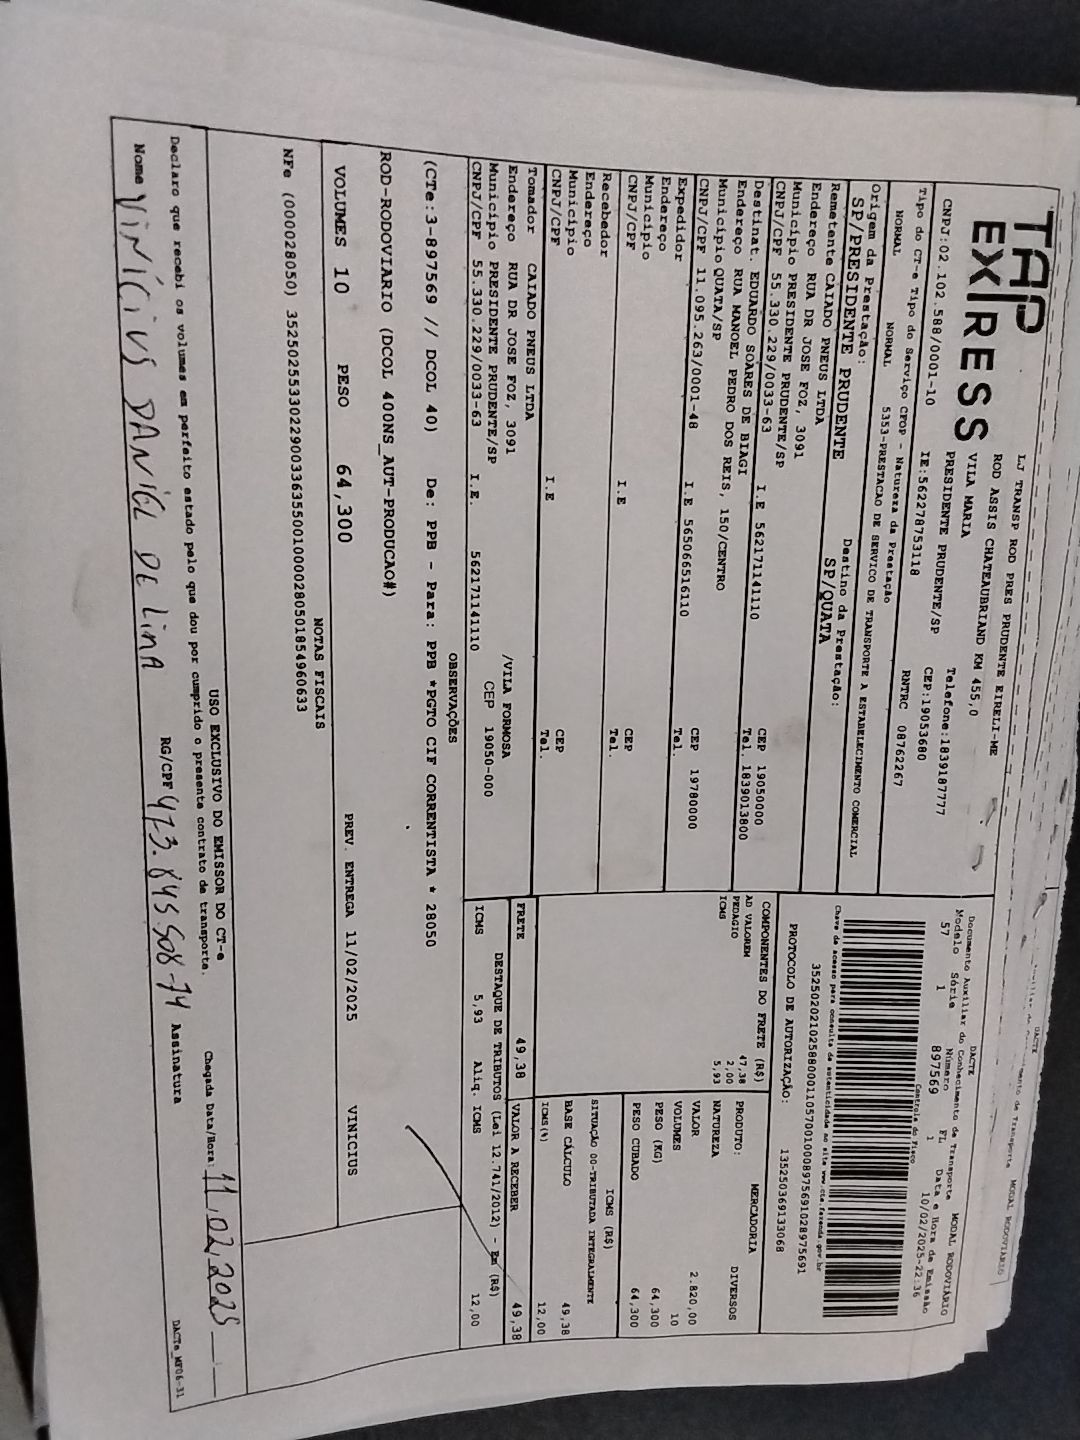 TAP
EX/RESS
LJ TRANSP ROD PRES PRUDENTE EIRELI-ME
ROD ASSIS CHATEAUBRIAND KM 455,0
VILA MARIA
PRESIDENTE PRUDENTE/SP
Telefone:1839187777
CNPJ:02.102.588/0001-10
IE:562278753118
CEP:19053680
Tipo do CT-e Tipo do Serviço CFOP - Natureza da Prestação
RNTRC 08762267
NORMAL NORMAL 5353-PRESTACAO DE SERVICO DE TRANSPORTE A ESTABELECIMENTO COMERCIAL
Origem da Prestação:
SP/PRESIDENTE PRUDENTE
Destino da Prestação:
SP/QUATA
DACTE
Documento Auxiliar do Conhecimento de Transporte MODAL RODOVIÁRIO
Modelo Série Número FL Data e Hora de Emissão
57 1 897569 1 10/02/2025-22:36
Controle do Fisco
Chave de acesso para consulta de autenticidade no site www.cte.fazenda.gov.br
35250202102588000110570010008975691028975691
PROTOCOLO DE AUTORIZAÇÃO: 135250369133068
Remetente CAIADO PNEUS LTDA
Endereço RUA DR JOSE FOZ, 3091
Município PRESIDENTE PRUDENTE/SP CEP 19050000
CNPJ/CPF 55.330.229/0033-63 I.E 562171141110 Tel. 1839013800
Destinat. EDUARDO SOARES DE BIAGI
Endereço RUA MANOEL PEDRO DOS REIS, 150/CENTRO
Município QUATA/SP CEP 19780000
CNPJ/CPF 11.095.263/0001-48 I.E 565066516110 Tel.
Expedidor
Endereço
Município CEP
CNPJ/CPF I.E Tel.
Recebedor
Endereço
Município CEP
CNPJ/CPF I.E Tel.
Tomador CAIADO PNEUS LTDA
Endereço RUA DR JOSE FOZ, 3091 /VILA FORMOSA
Município PRESIDENTE PRUDENTE/SP CEP 19050-000
CNPJ/CPF 55.330.229/0033-63 I.E. 562171141110
COMPONENTES DO FRETE (R$)
AD VALOREM 47,38
PEDAGIO 2,00
ICMS 5,93
FRETE 49,38
MERCADORIA
PRODUTO:
NATUREZA DIVERSOS
VALOR 2.820,00
VOLUMES 10
PESO (KG) 64,300
PESO CUBADO 64,300
ICMS (R$)
SITUAÇÃO 00-TRIBUTADA INTEGRALMENTE
BASE CÁLCULO 49,38
ICMS(%) 12,00
VALOR A RECEBER 49,38
DESTAQUE DE TRIBUTOS (Lei 12.741/2012) - Em (R$)
ICMS 5,93 Aliq. ICMS 12,00
OBSERVAÇÕES
(CTe:3-897569 // DCOL 40) De: PPB - Para: PPB *PGTO CIF CORRENTISTA * 28050
ROD-RODOVIARIO (DCOL 400NS_AUT-PRODUCAO#)
VOLUMES 10 PESO 64,300 PREV. ENTREGA 11/02/2025 VINICIUS
NOTAS FISCAIS
NFe (000028050) 35250255330229003363550010000280501854960633
USO EXCLUSIVO DO EMISSOR DO CT-e
Declaro que recebi os volumes em perfeito estado pelo que dou por cumprido o presente contrato de transporte.
Chegada Data/Hora: 11.02.2025
Nome VINÍCIUS DANIEL DE LIMA RG/CPF 473.845.508-74 Assinatura
DACTe_MF06-31